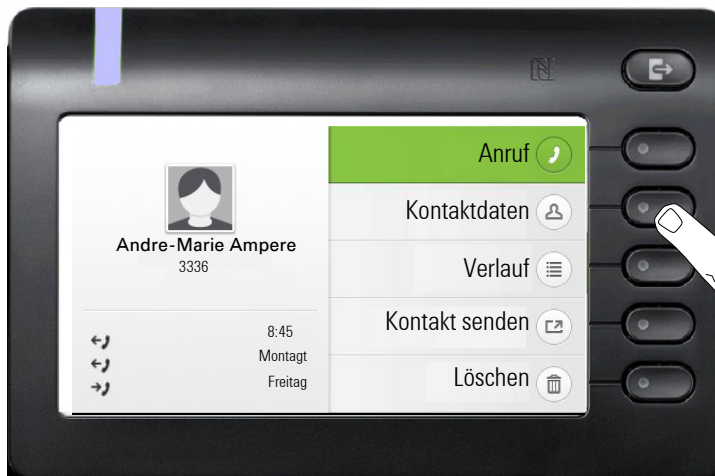 Andre-Marie Ampere
3336
8:45
Montagt
Freitag
Anruf
Kontaktdaten
Verlauf
Kontakt senden
Löschen